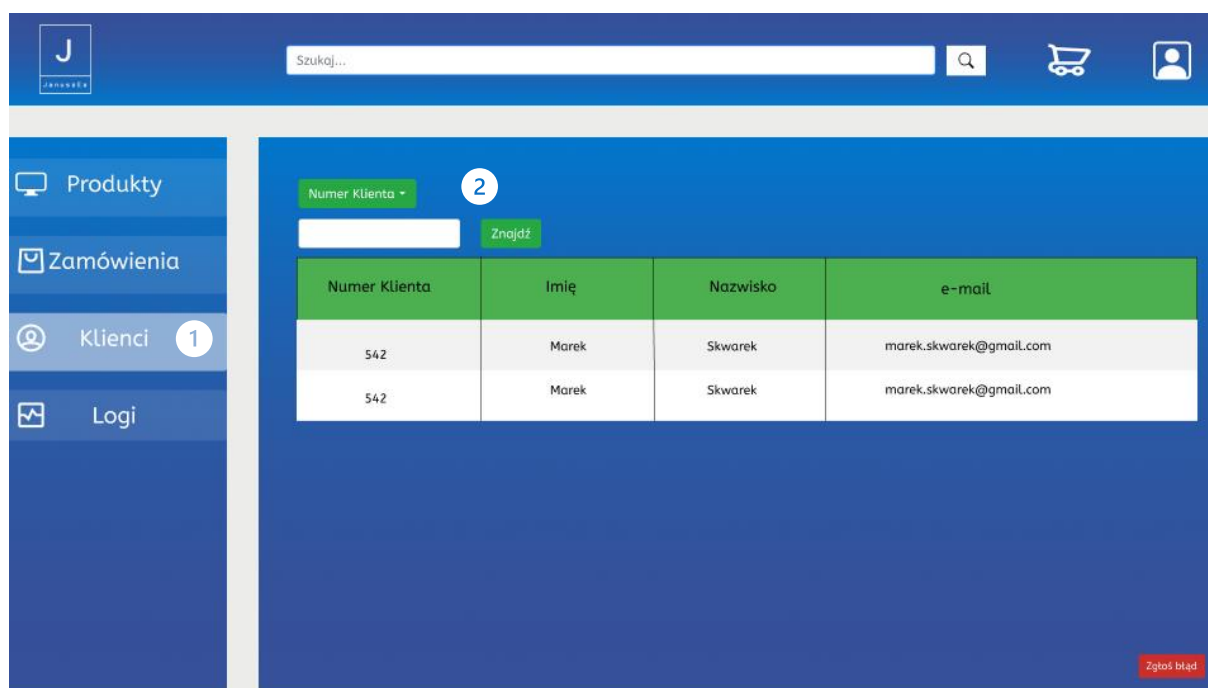 J
JanuszEx
Szukaj...
Produkty
Zamówienia
Klienci 1
Logi
Numer Klienta 2
Znajdź
Numer Klienta Imię Nazwisko e-mail
542 Marek Skwarek marek.skwarek@gmail.com
542 Marek Skwarek marek.skwarek@gmail.com
Zgłoś błąd